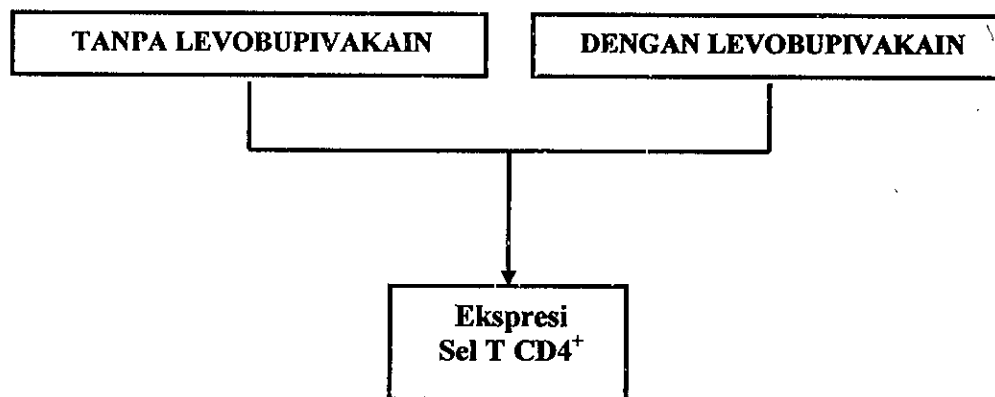 TANPA LEVOBUPIVAKAIN
DENGAN LEVOBUPIVAKAIN
Ekspresi
Sel T CD4⁺